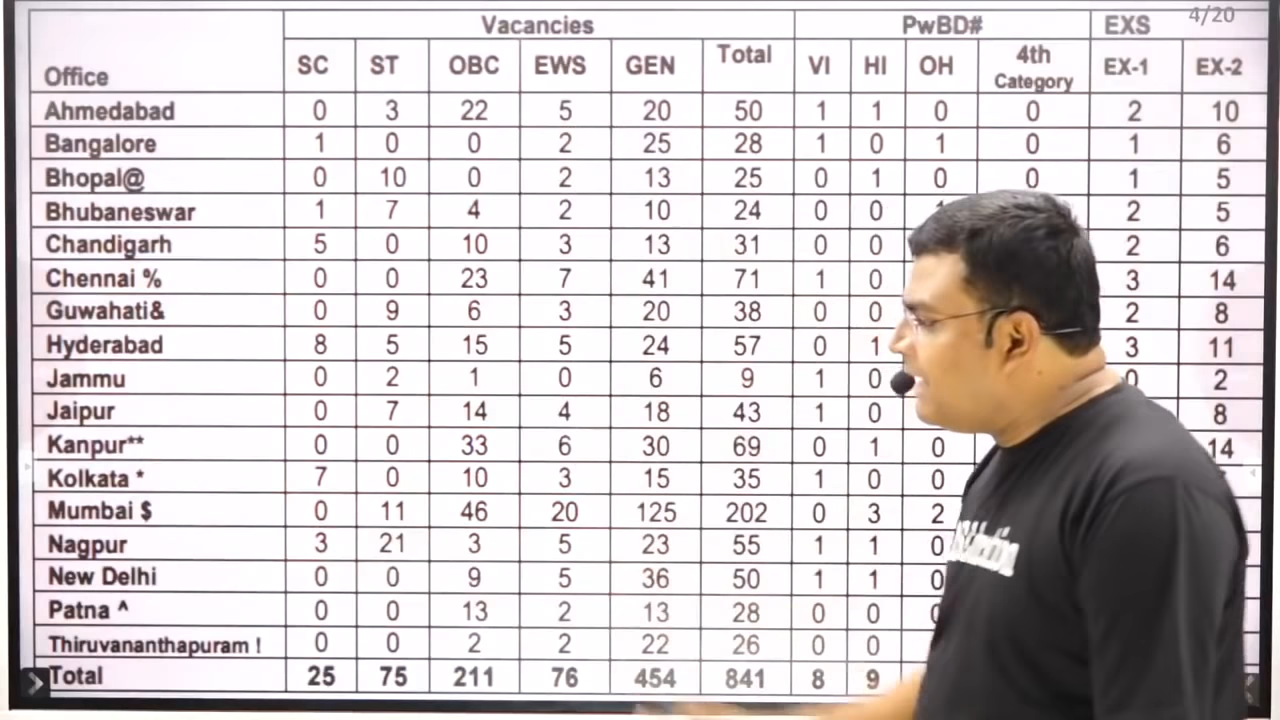 4/20
Vacancies PwBD# EXS
Office SC ST OBC EWS GEN Total VI HI OH 4th Category EX-1 EX-2
Ahmedabad 0 3 22 5 20 50 1 1 0 0 2 10
Bangalore 1 0 0 2 25 28 1 0 1 0 1 6
Bhopal@ 0 10 0 2 13 25 0 1 0 0 1 5
Bhubaneswar 1 7 4 2 10 24 0 0 2 5
Chandigarh 5 0 10 3 13 31 0 0 2 6
Chennai % 0 0 23 7 41 71 1 0 3 14
Guwahati& 0 9 6 3 20 38 0 0 2 8
Hyderabad 8 5 15 5 24 57 0 1 3 11
Jammu 0 2 1 0 6 9 1 0 0 2
Jaipur 0 7 14 4 18 43 1 0 8
Kanpur** 0 0 33 6 30 69 0 1 0 14
Kolkata * 7 0 10 3 15 35 1 0 0
Mumbai $ 0 11 46 20 125 202 0 3 2
Nagpur 3 21 3 5 23 55 1 1 0
New Delhi 0 0 9 5 36 50 1 1 0
Patna ^ 0 0 13 2 13 28 0 0
Thiruvananthapuram ! 0 0 2 2 22 26 0 0
Total 25 75 211 76 454 841 8 9